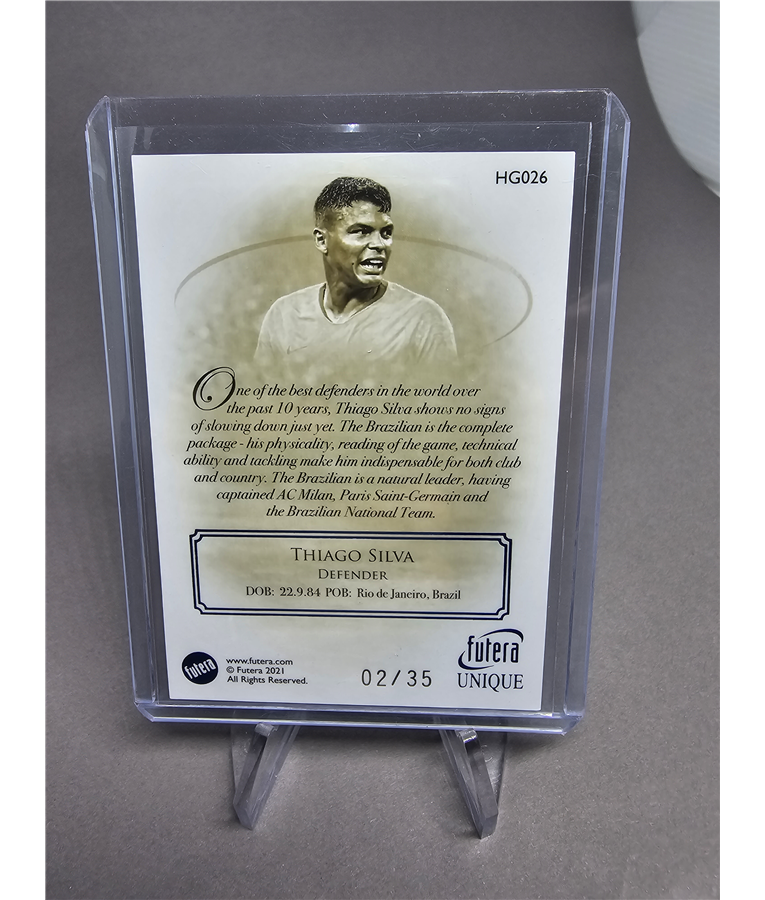 HG026
One of the best defenders in the world over
the past 10 years, Thiago Silva shows no signs
of slowing down just yet. The Brazilian is the complete
package - his physicality, reading of the game, technical
ability and tackling make him indispensable for both club
and country. The Brazilian is a natural leader, having
captained AC Milan, Paris Saint-Germain and
the Brazilian National Team.
THIAGO SILVA
DEFENDER
DOB: 22.9.84 POB: Rio de Janeiro, Brazil
futera
www.futera.com
© Futera 2021
All Rights Reserved.
02/35
futera
UNIQUE